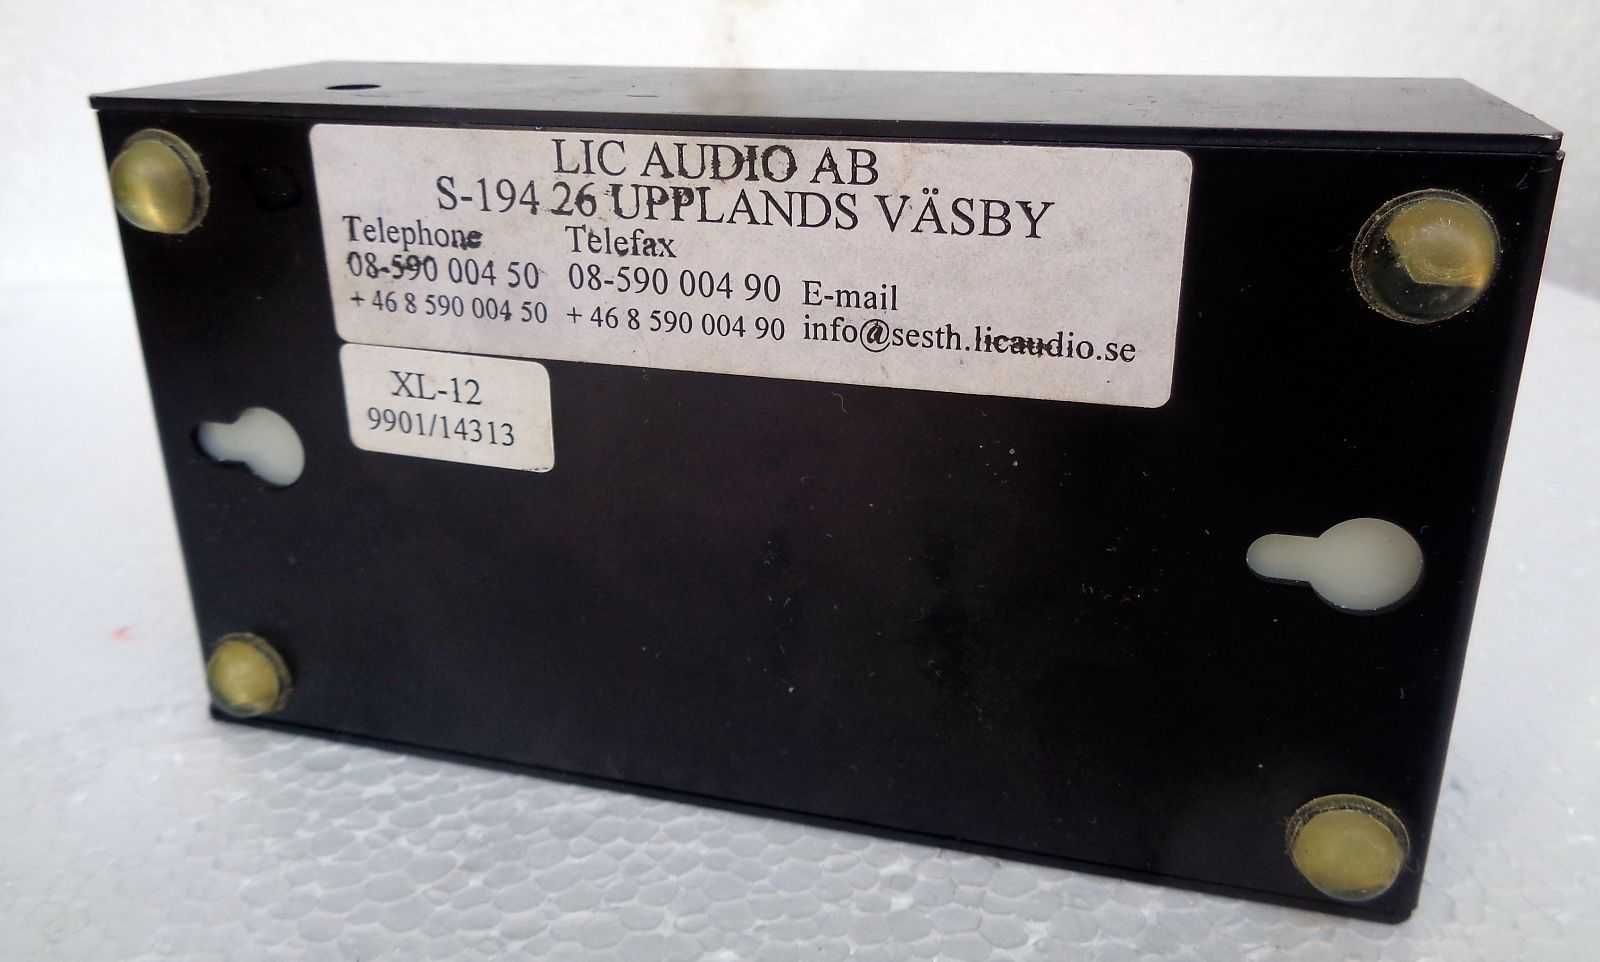 LIC AUDIO AB
S-194 26 UPPLANDS VÄSBY
Telephone Telefax
08-590 004 50 08-590 004 90 E-mail
+ 46 8 590 004 50 + 46 8 590 004 90 info@sesth.licaudio.se
XL-12
9901/14313